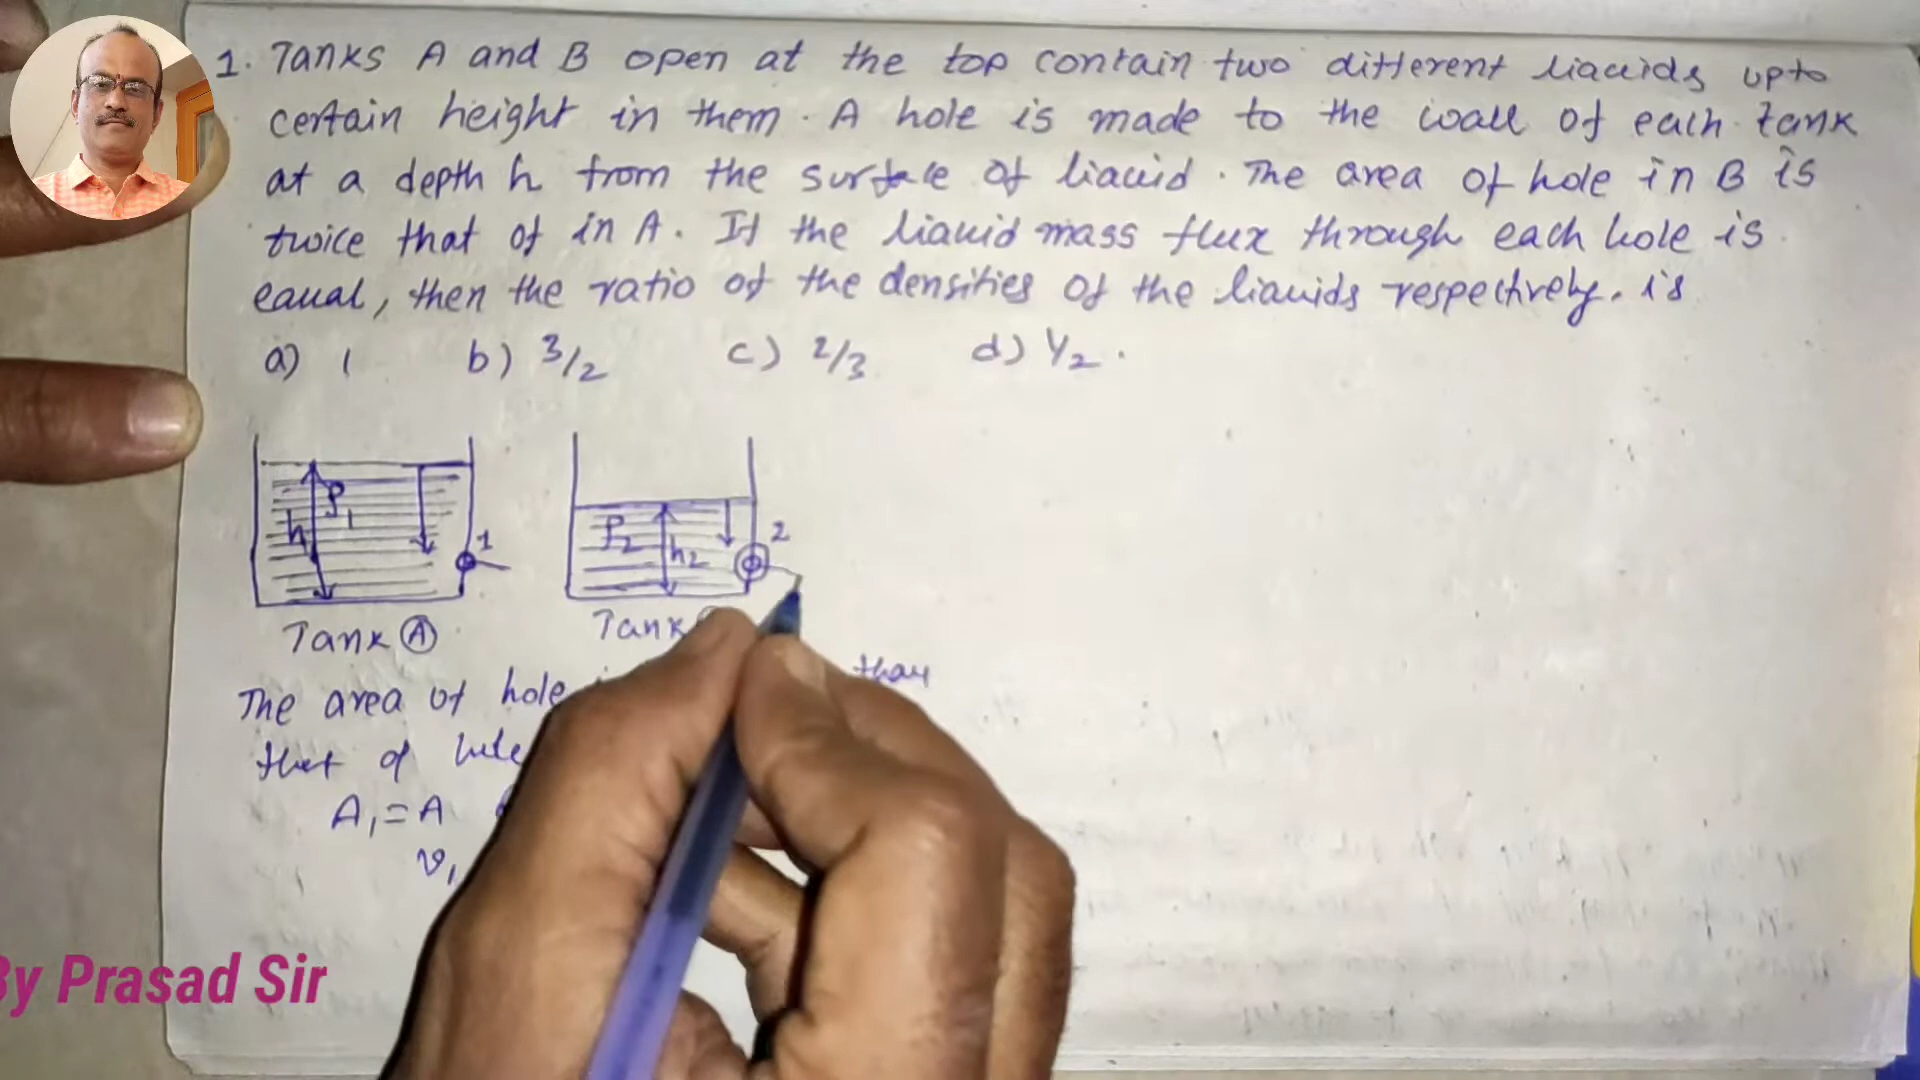 1. Tanks A and B open at the top contain two different liquids upto
certain height in them. A hole is made to the wall of each tank
at a depth h from the surface of liquid. The area of hole in B is
twice that of in A. If the liquid mass flux through each hole is
equal, then the ratio of the densities of the liquids respectively. is
a) 1 b) 3/2 c) 2/3 d) 1/2.
h ρ1 1
ρ2 h2 2
Tank A
Tank
The area of hole than
that of hole
A1 = A
v1
By Prasad Sir